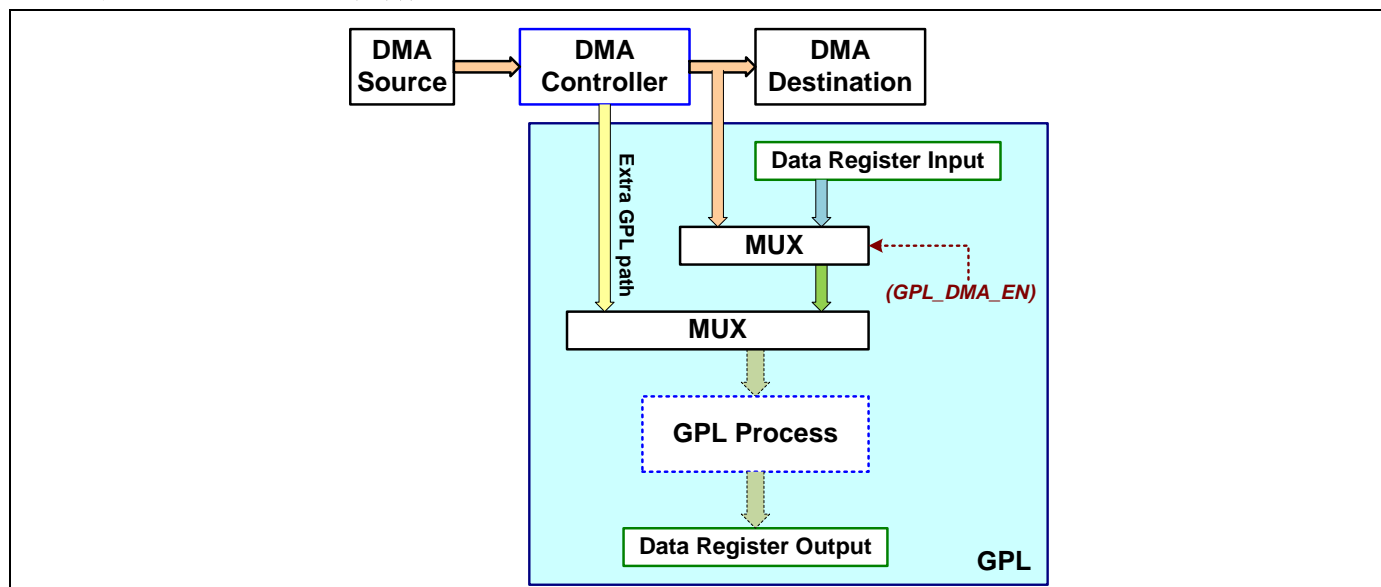 DMA
Source
DMA
Controller
DMA
Destination
Extra GPL path
Data Register Input
MUX
(GPL_DMA_EN)
MUX
GPL Process
Data Register Output
GPL